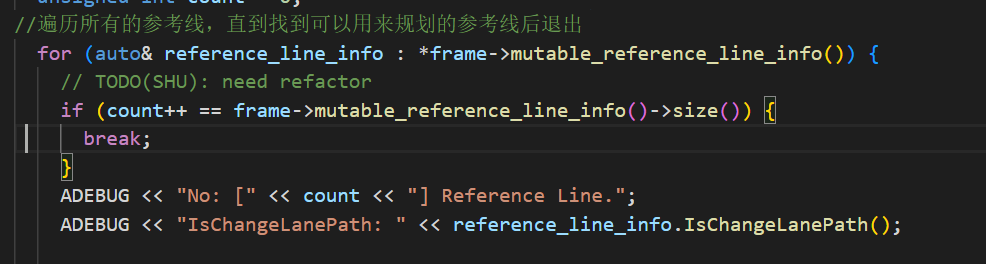 unsigned int count = 0;
//遍历所有的参考线，直到找到可以用来规划的参考线后退出
for (auto& reference_line_info : *frame->mutable_reference_line_info()) {
// TODO(SHU): need refactor
if (count++ == frame->mutable_reference_line_info()->size()) {
break;
}
ADEBUG << "No: [" << count << "] Reference Line.";
ADEBUG << "IsChangeLanePath: " << reference_line_info.IsChangeLanePath();